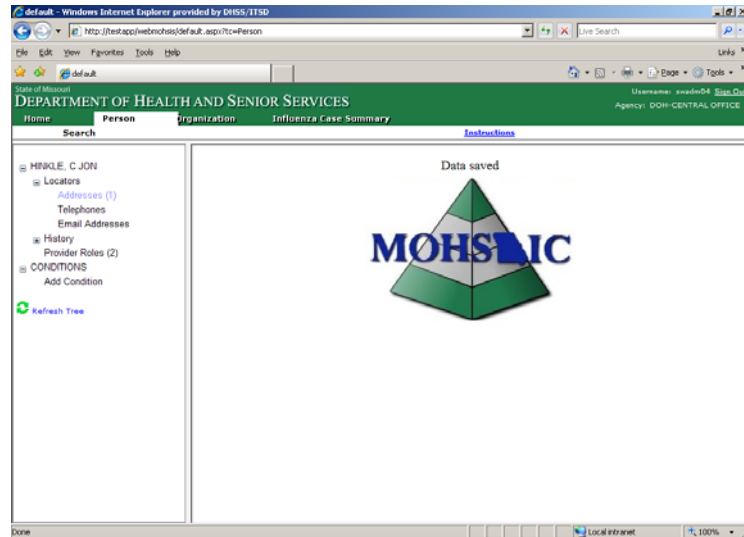 default - Windows Internet Explorer provided by DHSS/ITSD
http://testapp/webmohsis/default.aspx?tc=Person
Live Search
File Edit View Favorites Tools Help
Links
default
Page Tools
State of Missouri
DEPARTMENT OF HEALTH AND SENIOR SERVICES
Username: swadm04 Sign Ou
Agency: DOH-CENTRAL OFFICE
Home Person Organization Influenza Case Summary
Search
Instructions
HINKLE, C JON
Locators
Addresses (1)
Telephones
Email Addresses
History
Provider Roles (2)
CONDITIONS
Add Condition
Refresh Tree
Data saved
MOHSAIC
Done
Local intranet
100%